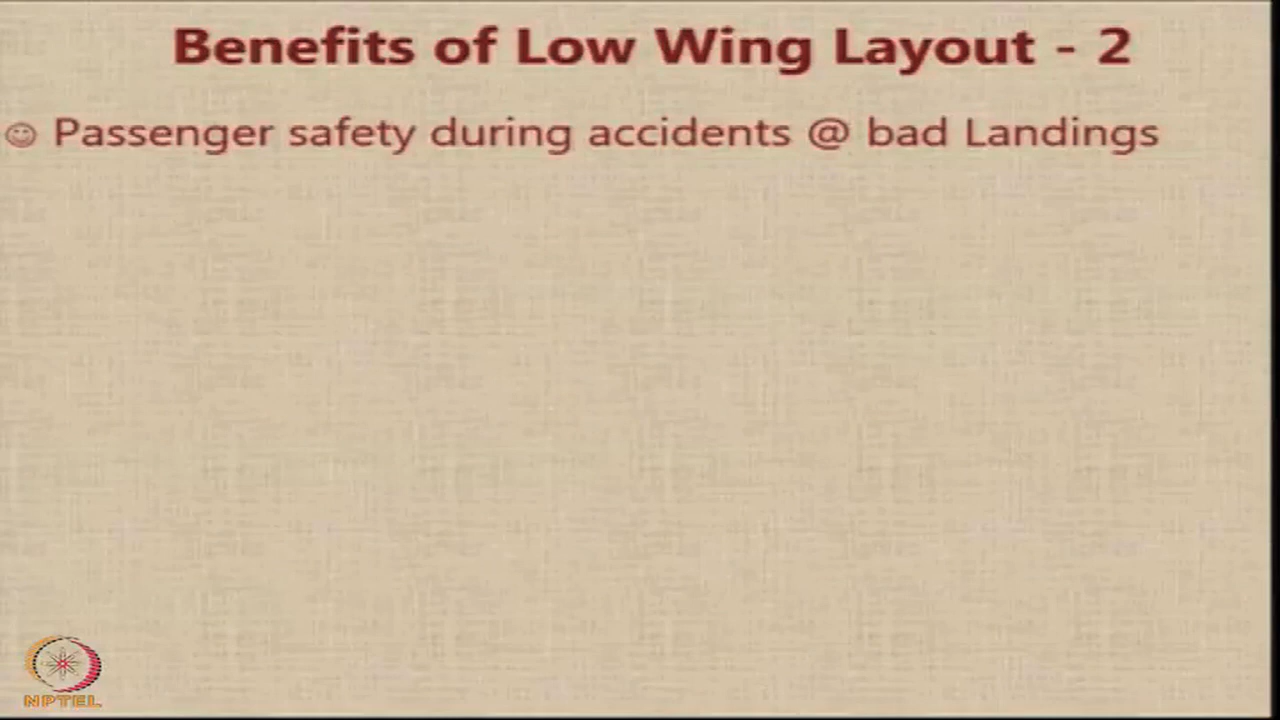 Benefits of Low Wing Layout - 2
☺ Passenger safety during accidents @ bad Landings
NPTEL